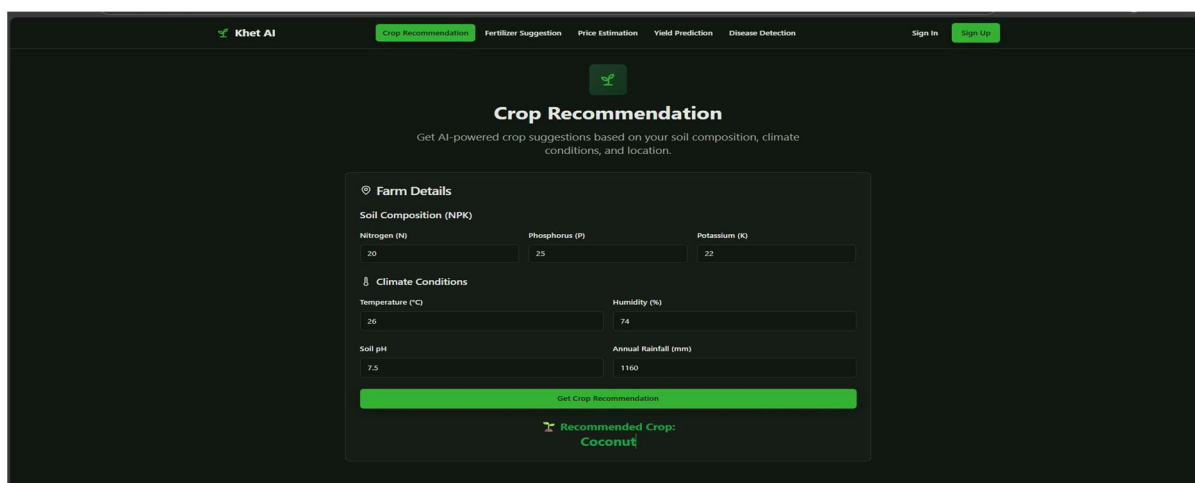 Khet AI
Crop Recommendation Fertilizer Suggestion Price Estimation Yield Prediction Disease Detection
Sign In Sign Up
Crop Recommendation
Get AI-powered crop suggestions based on your soil composition, climate
conditions, and location.
Farm Details
Soil Composition (NPK)
Nitrogen (N) Phosphorus (P) Potassium (K)
20 25 22
Climate Conditions
Temperature (°C) Humidity (%)
26 74
Soil pH Annual Rainfall (mm)
7.5 1160
Get Crop Recommendation
Recommended Crop:
Coconut